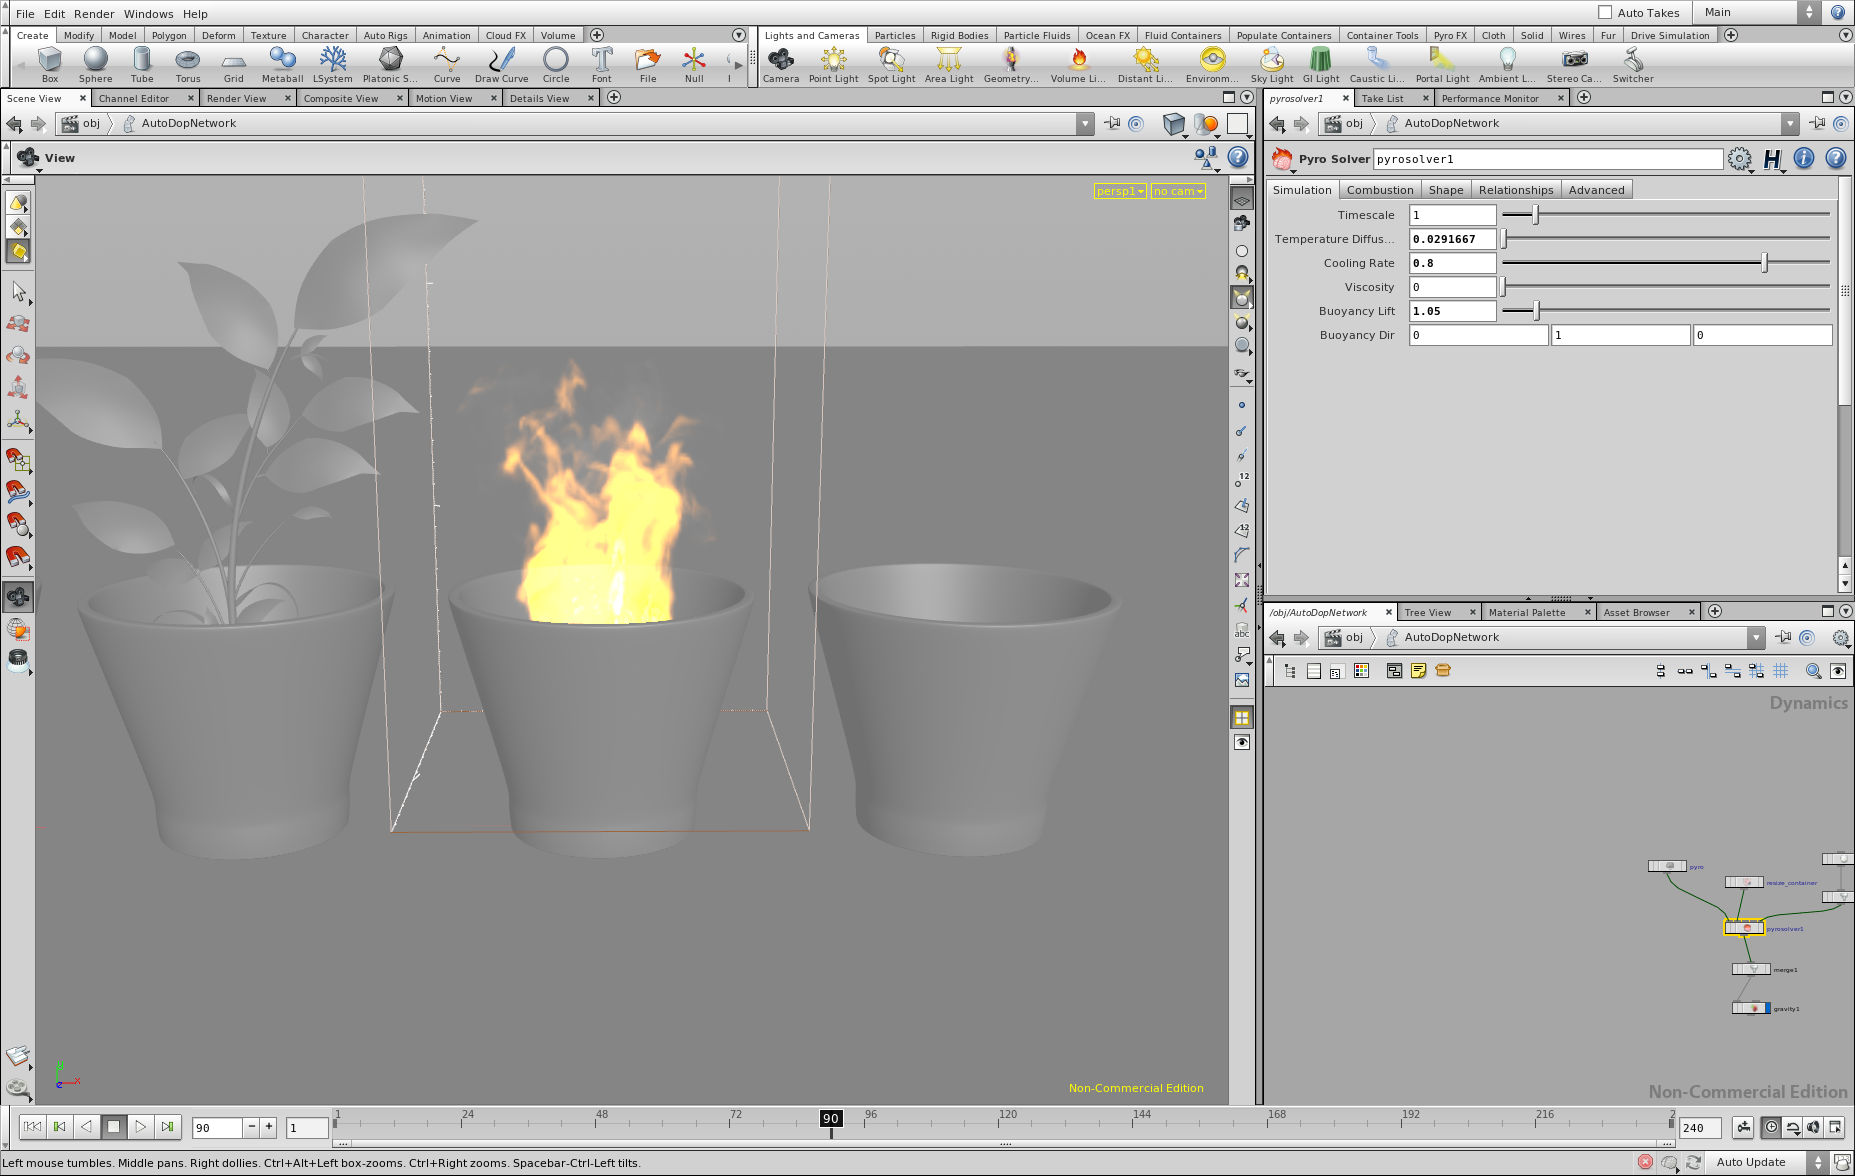 File Edit Render Windows Help
Auto Takes Main
Create Modify Model Polygon Deform Texture Character Auto Rigs Animation Cloud FX Volume
Lights and Cameras Particles Rigid Bodies Particle Fluids Ocean FX Fluid Containers Populate Containers Container Tools Pyro FX Cloth Solid Wires Fur Drive Simulation
Box Sphere Tube Torus Grid Metaball LSystem Platonic S... Curve Draw Curve Circle Font File Null
Camera Point Light Spot Light Area Light Geometry... Volume Li... Distant Li... Environm... Sky Light GI Light Caustic Li... Portal Light Ambient L... Stereo Ca... Switcher
Scene View Channel Editor Render View Composite View Motion View Details View
pyrosolver1 Take List Performance Monitor
obj AutoDopNetwork
obj AutoDopNetwork
View
Pyro Solver pyrosolver1
persp1 no cam
Simulation Combustion Shape Relationships Advanced
Timescale 1
Temperature Diffus... 0.0291667
Cooling Rate 0.8
Viscosity 0
Buoyancy Lift 1.05
Buoyancy Dir 0 1 0
12
12
abc
/obj/AutoDopNetwork Tree View Material Palette Asset Browser
obj AutoDopNetwork
Dynamics
pyro
resize_container
pyrosolver1
merge1
gravity1
Non-Commercial Edition
Non-Commercial Edition
90 1 1 24 48 72 90 96 120 144 168 192 216 2 240
Left mouse tumbles. Middle pans. Right dollies. Ctrl+Alt+Left box-zooms. Ctrl+Right zooms. Spacebar-Ctrl-Left tilts.
Auto Update